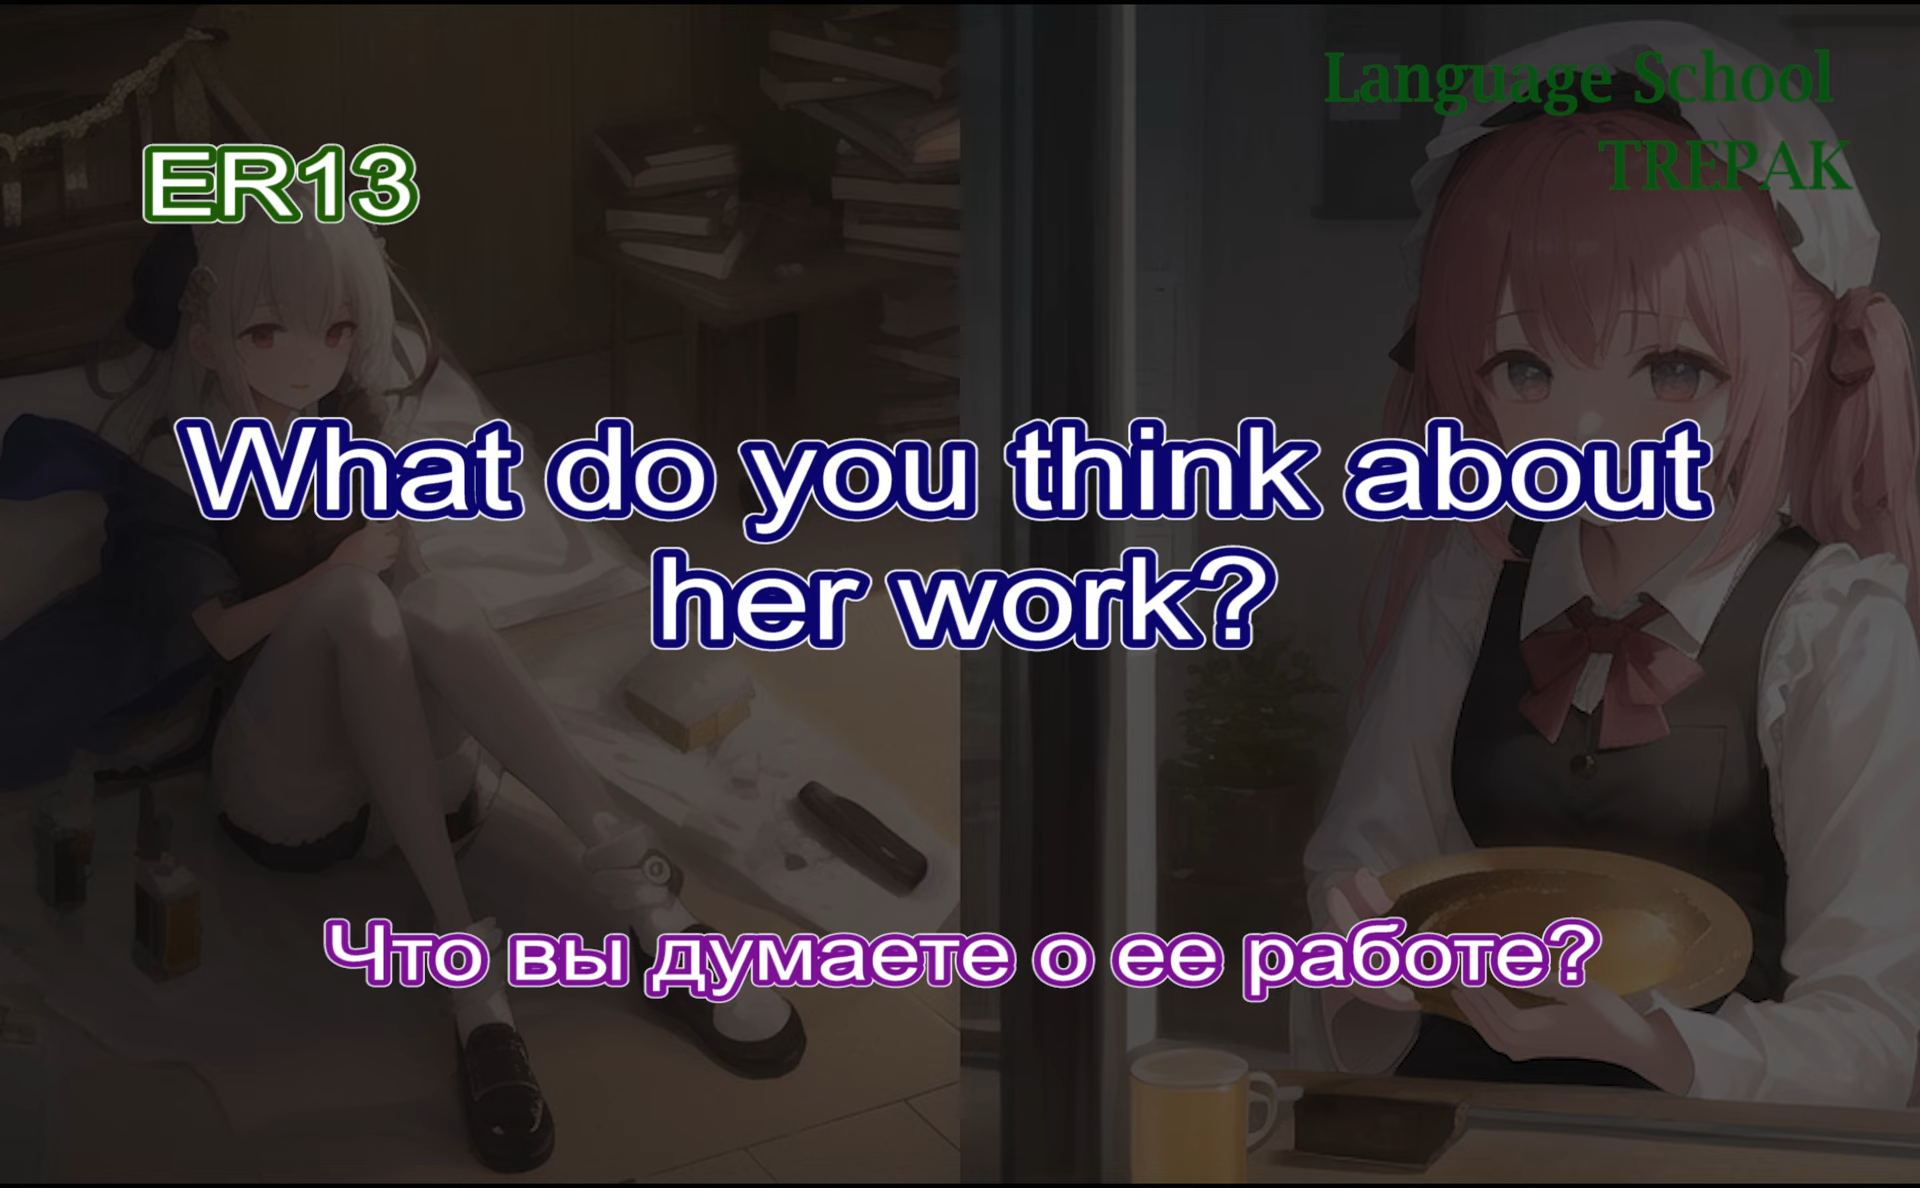 Language School
TREPAK
ER13
What do you think about
her work?
Что вы думаете о ее работе?